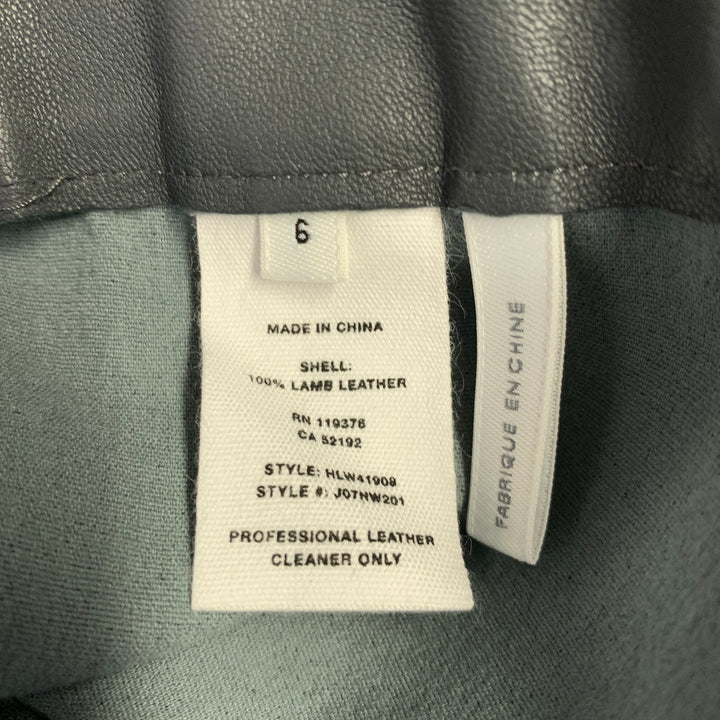 6
MADE IN CHINA
SHELL:
100% LAMB LEATHER
RN 119376
CA 52192
STYLE: HLW41908
STYLE #: J07HW201
PROFESSIONAL LEATHER
CLEANER ONLY
FABRIQUE EN CHINE